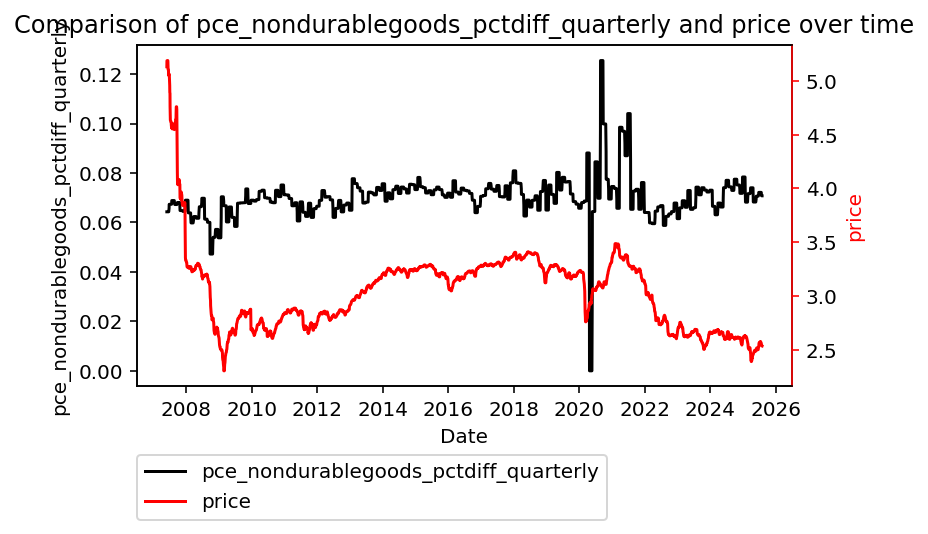 Comparison of pce_nondurablegoods_pctdiff_quarterly and price over time
pce_nondurablegoods_pctdiff_quarterly
0.12
0.10
0.08
0.06
0.04
0.02
0.00
5.0
4.5
4.0
3.5
3.0
2.5
price
2008 2010 2012 2014 2016 2018 2020 2022 2024 2026
Date
pce_nondurablegoods_pctdiff_quarterly
price